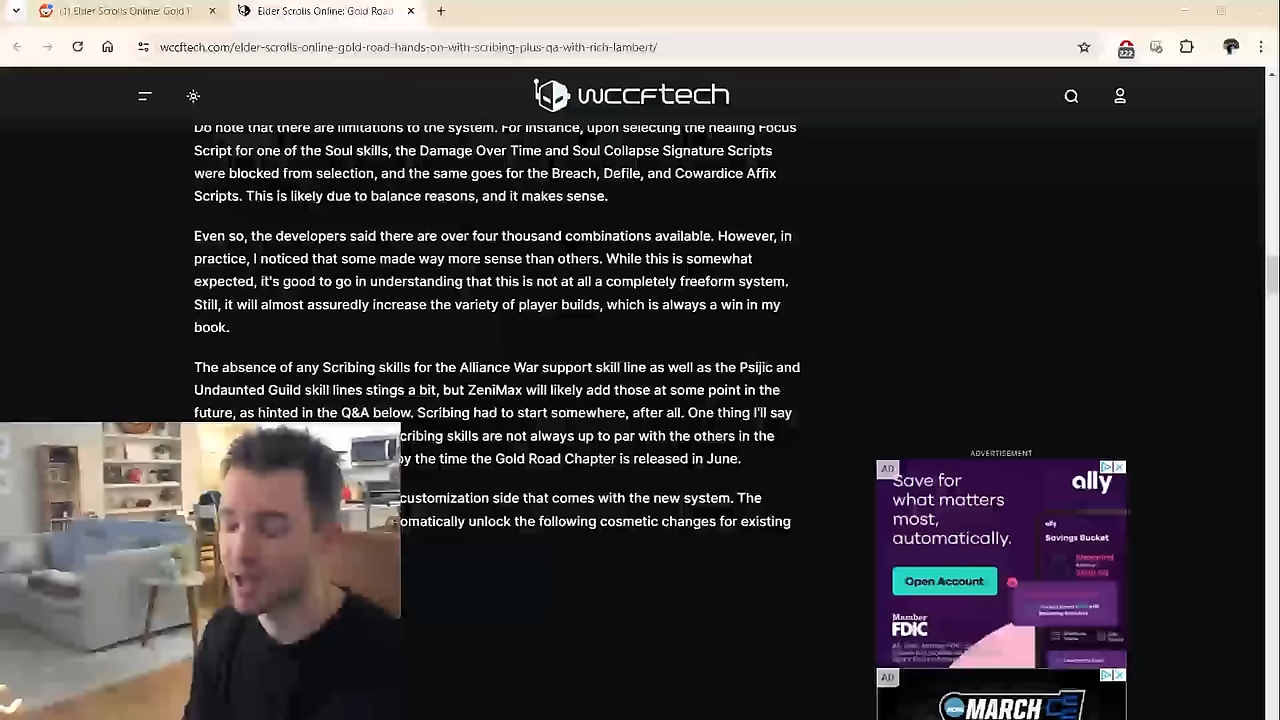 (1) Elder Scrolls Online: Gold
Elder Scrolls Online: Gold Road
wccftech.com/elder-scrolls-online-gold-road-hands-on-with-scribing-plus-qa-with-rich-lambert/
222
wccftech
Do note that there are limitations to the system. For instance, upon selecting the healing Focus
Script for one of the Soul skills, the Damage Over Time and Soul Collapse Signature Scripts
were blocked from selection, and the same goes for the Breach, Defile, and Cowardice Affix
Scripts. This is likely due to balance reasons, and it makes sense.
Even so, the developers said there are over four thousand combinations available. However, in
practice, I noticed that some made way more sense than others. While this is somewhat
expected, it's good to go in understanding that this is not at all a completely freeform system.
Still, it will almost assuredly increase the variety of player builds, which is always a win in my
book.
The absence of any Scribing skills for the Alliance War support skill line as well as the Psijic and
Undaunted Guild skill lines stings a bit, but ZeniMax will likely add those at some point in the
future, as hinted in the Q&A below. Scribing had to start somewhere, after all. One thing I'll say
cribing skills are not always up to par with the others in the
by the time the Gold Road Chapter is released in June.
customization side that comes with the new system. The
omatically unlock the following cosmetic changes for existing
ADVERTISEMENT
AD
Save for
what matters
most,
automatically.
ally
ally
Savings Bucket
Open Account
Member
FDIC
AD
MARCH